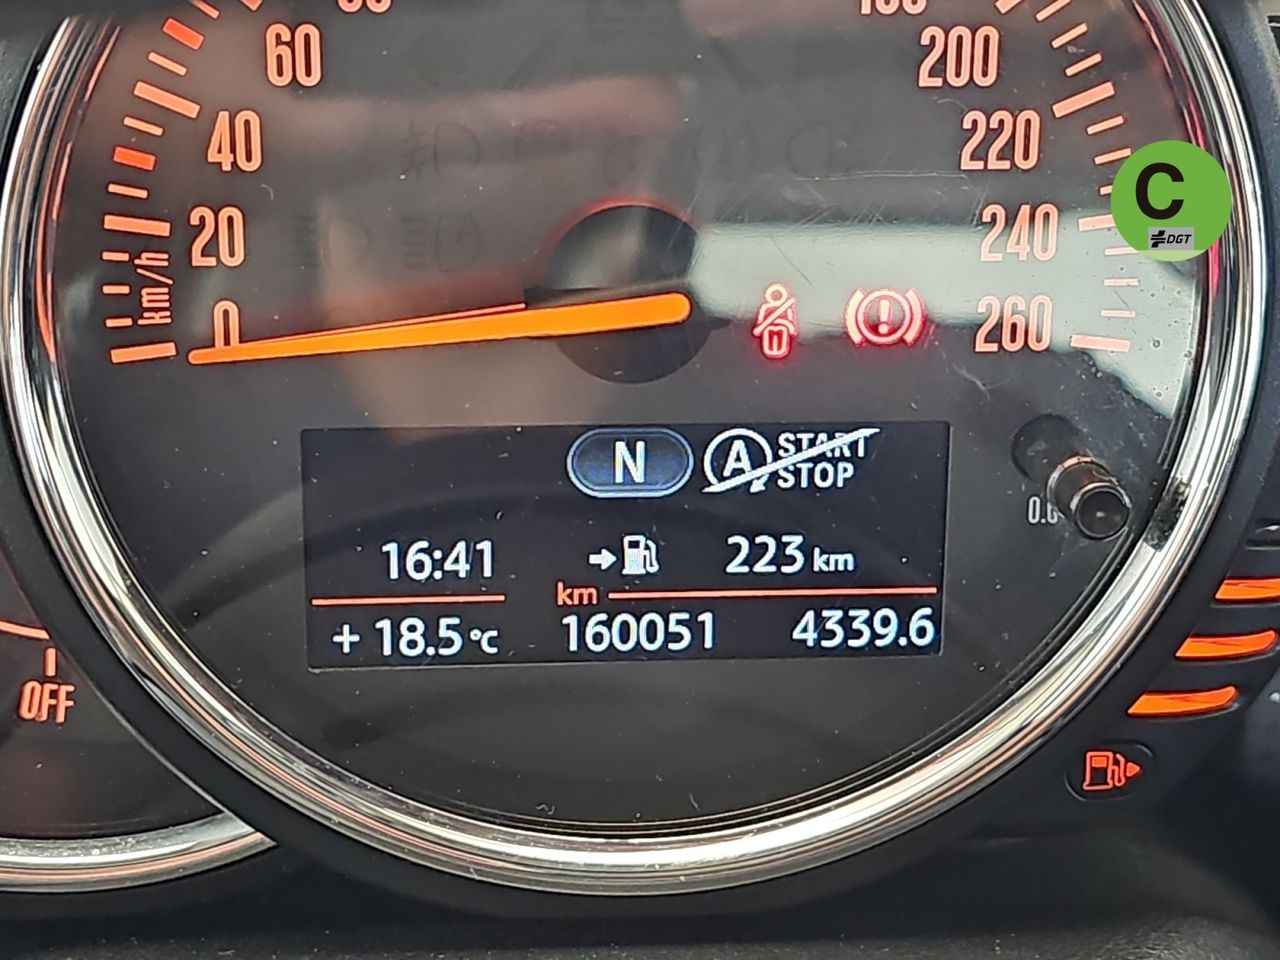 60
200
40
220
C
DGT
20
240
km/h
0
260
N
A START STOP
16:41
223 km
km
+ 18.5 °C
160051
4339.6
OFF